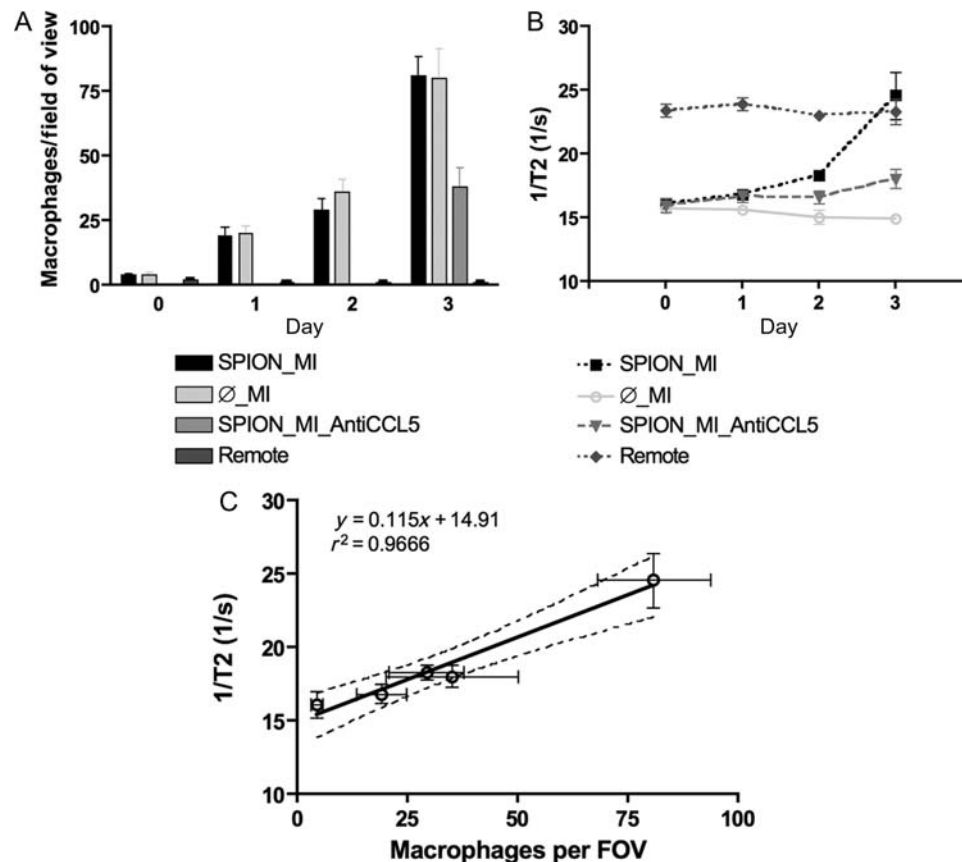 A
Macrophages/field of view
100
75
50
25
0
0 1 2 3
Day
SPION_MI
Ø_MI
SPION_MI_AntiCCL5
Remote
B
1/T2 (1/s)
30
25
20
15
10
0 1 2 3
Day
SPION_MI
Ø_MI
SPION_MI_AntiCCL5
Remote
C
y = 0.115x + 14.91
r² = 0.9666
1/T2 (1/s)
30
25
20
15
10
0 25 50 75 100
Macrophages per FOV